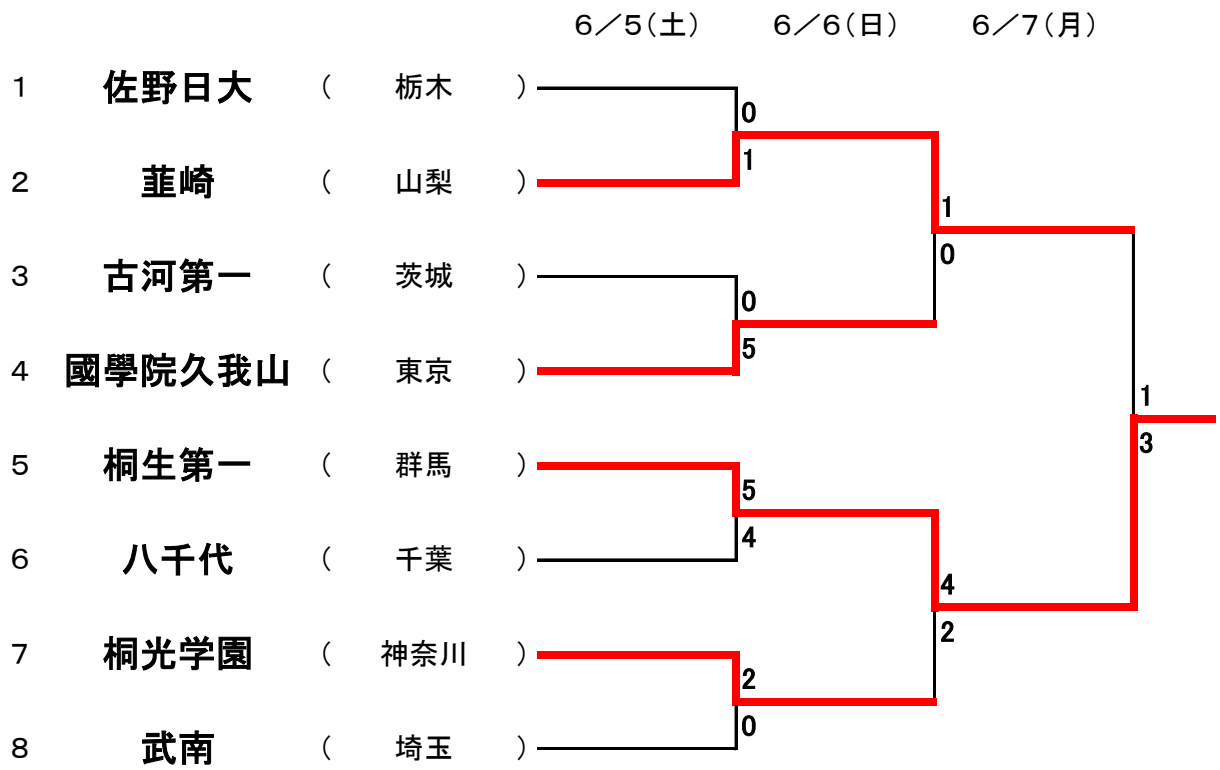 6／5(土) 6／6(日) 6／7(月)
1 佐野日大 ( 栃木 )
0
2 韮崎 ( 山梨 )
1
1
0
3 古河第一 ( 茨城 )
0
4 國學院久我山 ( 東京 )
5
1
3
5 桐生第一 ( 群馬 )
5
6 八千代 ( 千葉 )
4
4
2
7 桐光学園 ( 神奈川 )
2
8 武南 ( 埼玉 )
0